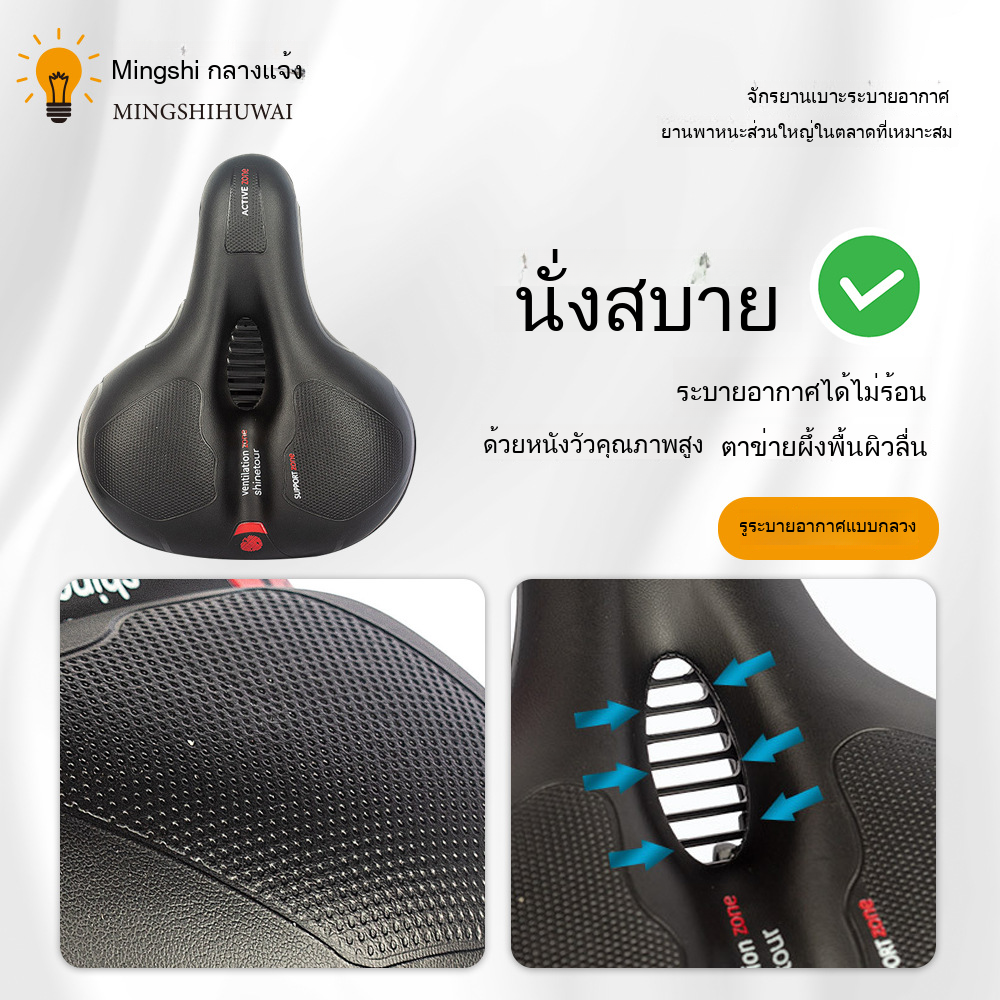 Mingshi กลางแจ้ง
MINGSHIHUWAI
จักรยานเบาะระบายอากาศ
ยานพาหนะส่วนใหญ่ในตลาดที่เหมาะสม
นั่งสบาย
ระบายอากาศได้ไม่ร้อน
ด้วยหนังวัวคุณภาพสูง ตาข่ายผึ้งพื้นผิวลื่น
รูระบายอากาศแบบกลวง
ACTIVE zone
ventilation zone
shinetour
SUPPORT zone
shine
ion zone
tour
PORT zone